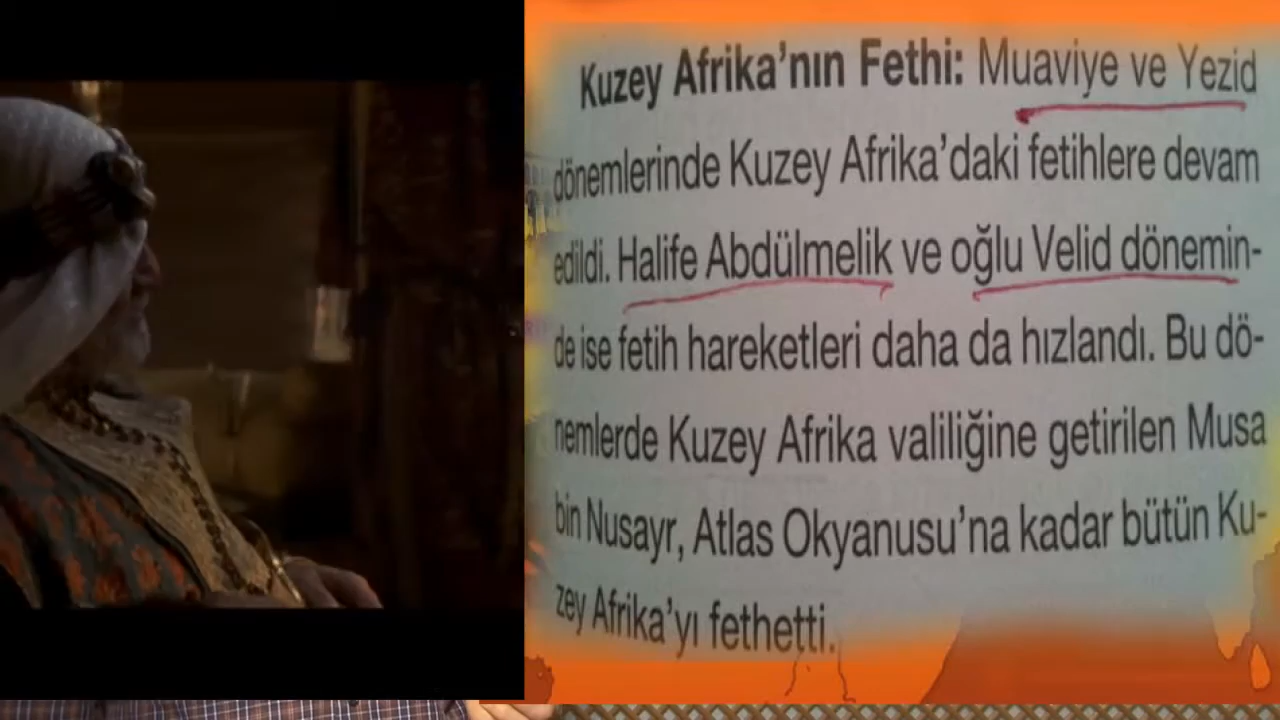 Kuzey Afrika'nın Fethi: Muaviye ve Yezid
dönemlerinde Kuzey Afrika'daki fetihlere devam
edildi. Halife Abdülmelik ve oğlu Velid dönemin-
de ise fetih hareketleri daha da hızlandı. Bu dö-
nemlerde Kuzey Afrika valiliğine getirilen Musa
bin Nusayr, Atlas Okyanusu'na kadar bütün Ku-
zey Afrika'yı fethetti.